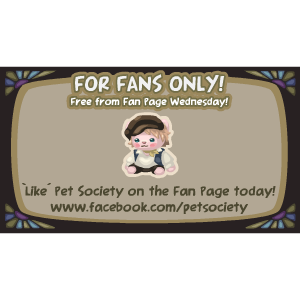 FOR FANS ONLY!
Free from Fan Page Wednesday!
`Like´ Pet Society on the Fan Page today!
www.facebook.com/petsociety